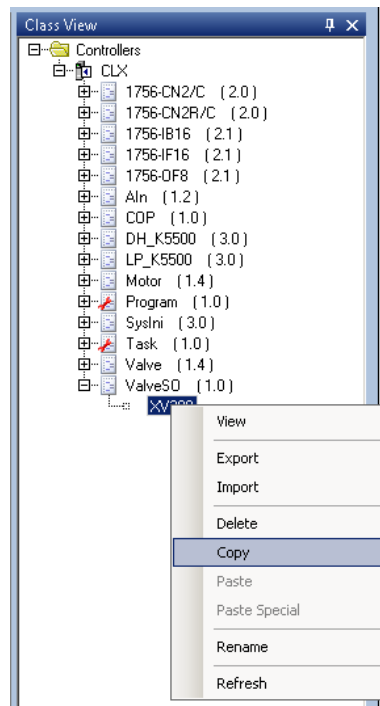 Class View
Controllers
CLX
1756-CN2/C (2.0)
1756-CN2R/C (2.0)
1756-IB16 (2.1)
1756-IF16 (2.1)
1756-OF8 (2.1)
AIn (1.2)
COP (1.0)
DH_K5500 (3.0)
LP_K5500 (3.0)
Motor (1.4)
Program (1.0)
SysIni (3.0)
Task (1.0)
Valve (1.4)
ValveSO (1.0)
View
Export
Import
Delete
Copy
Paste
Paste Special
Rename
Refresh